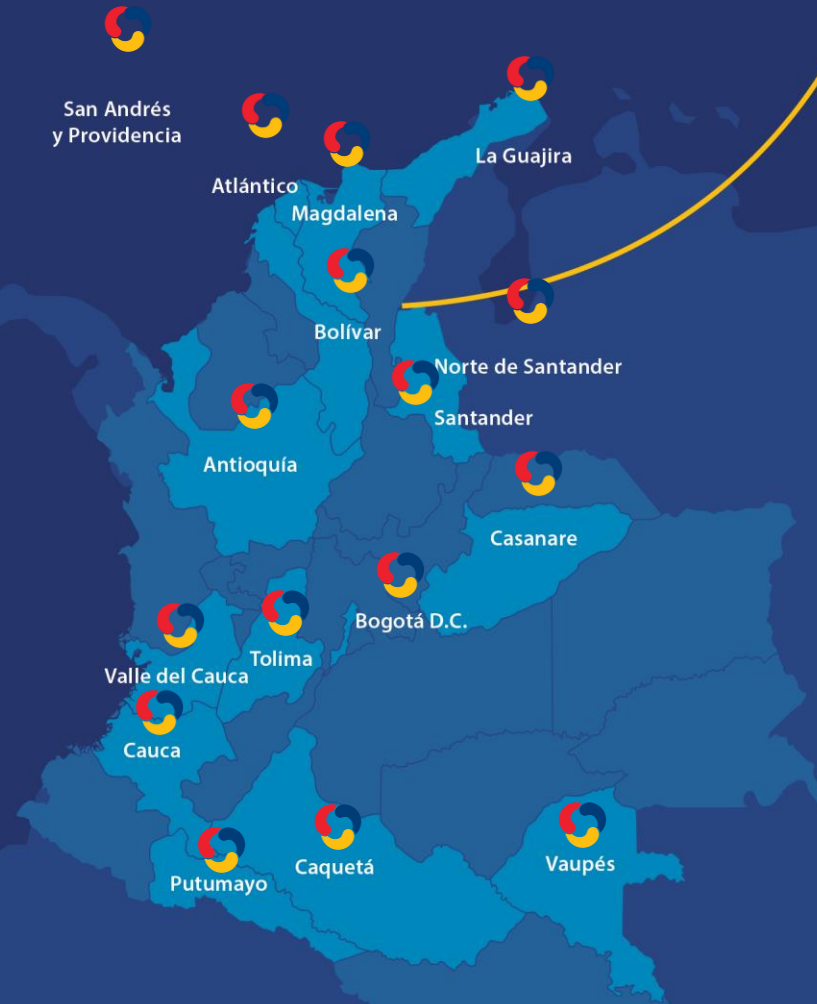 San Andrés
y Providencia
La Guajira
Atlántico
Magdalena
Bolívar
Norte de Santander
Santander
Antioquía
Casanare
Bogotá D.C.
Tolima
Valle del Cauca
Cauca
Vaupés
Caquetá
Putumayo